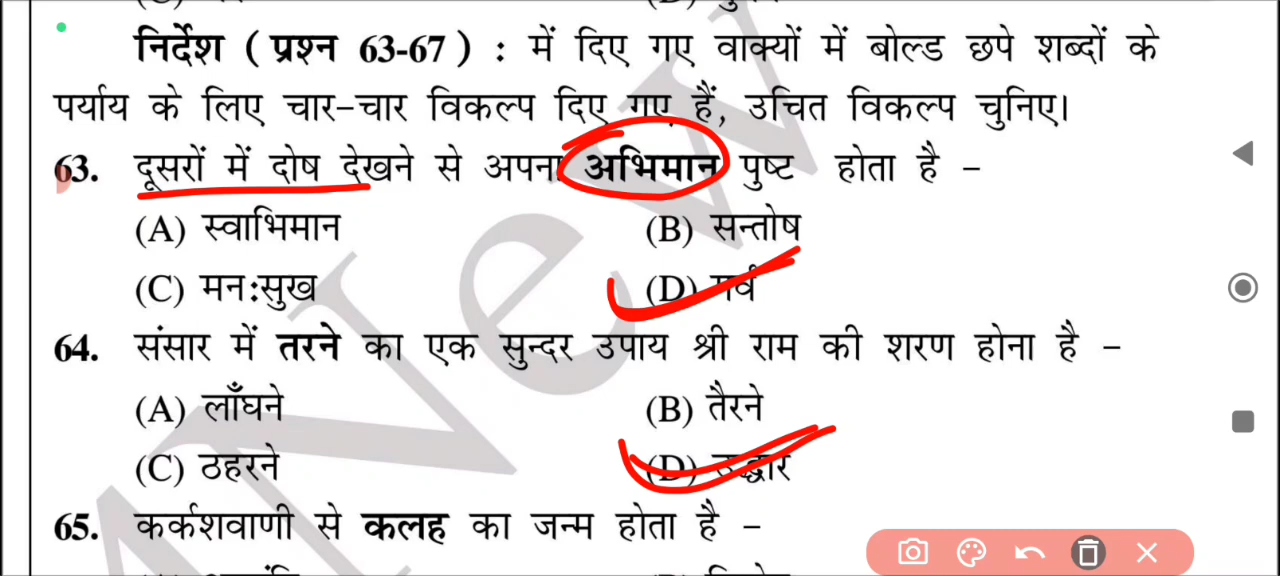 निर्देश ( प्रश्न 63-67 ) : में दिए गए वाक्यों में बोल्ड छपे शब्दों के
पर्याय के लिए चार-चार विकल्प दिए गए हैं, उचित विकल्प चुनिए।
63. दूसरों में दोष देखने से अपना अभिमान पुष्ट होता है -
(A) स्वाभिमान (B) सन्तोष
(C) मन:सुख (D) गर्व
64. संसार में तरने का एक सुन्दर उपाय श्री राम की शरण होना है -
(A) लाँघने (B) तैरने
(C) ठहरने (D) उद्धार
65. कर्कशवाणी से कलह का जन्म होता है -
New